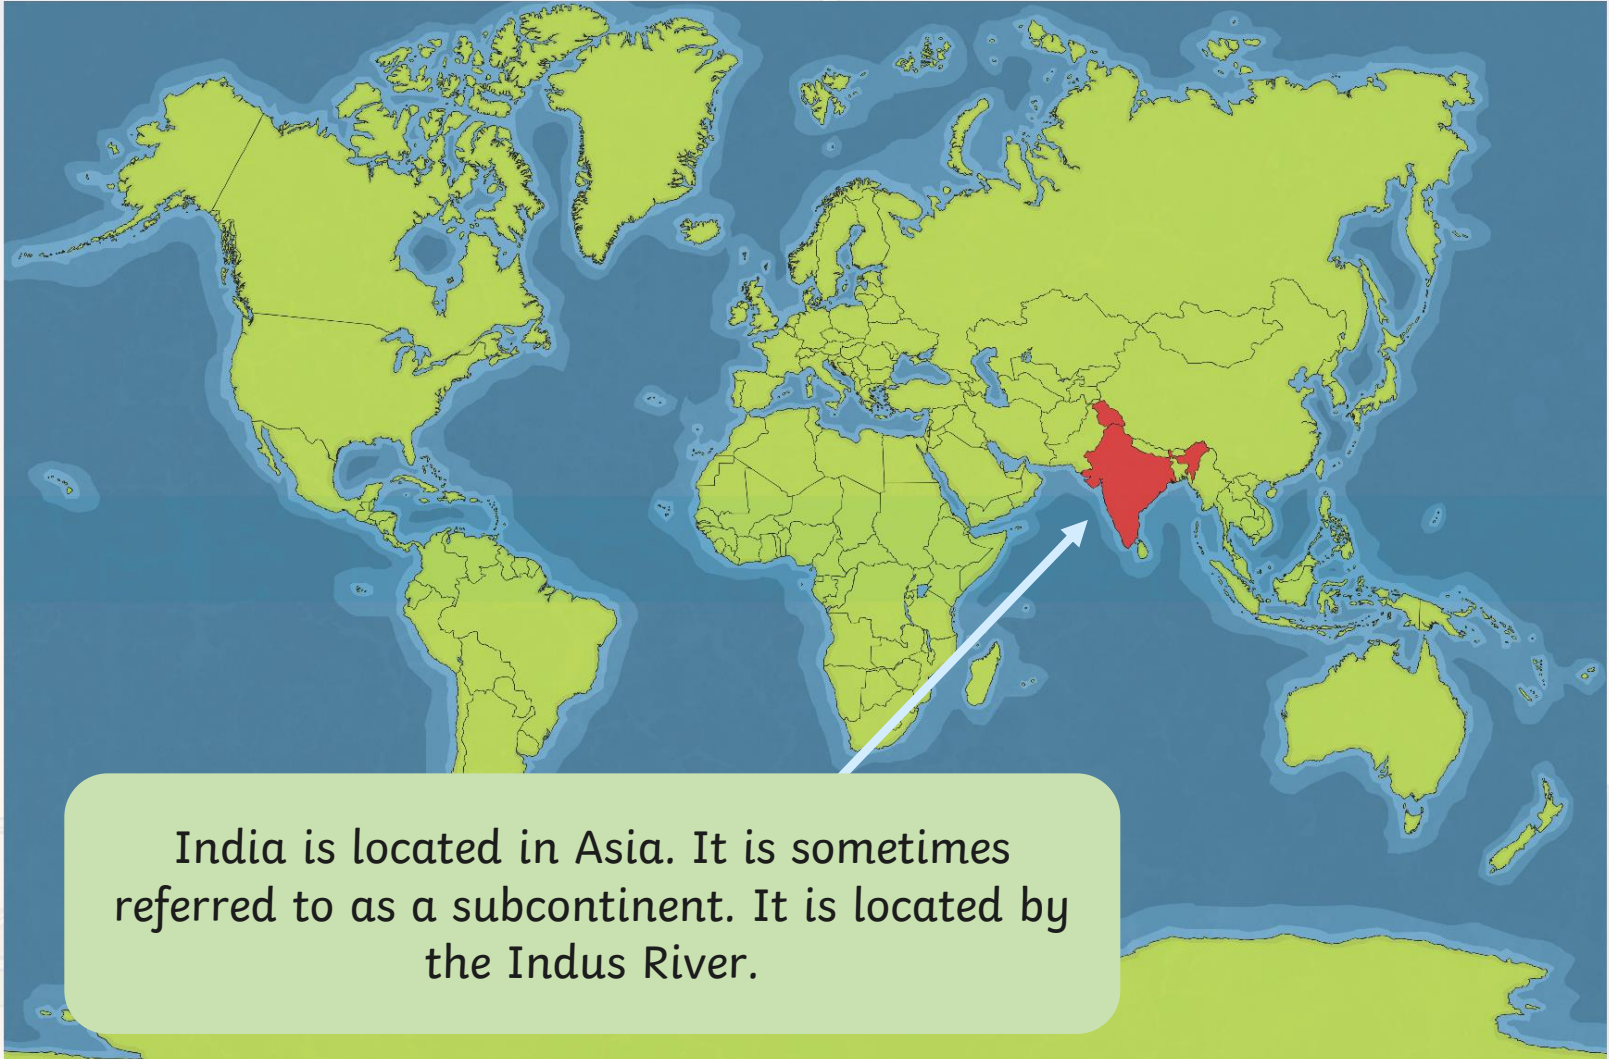 India is located in Asia. It is sometimes
referred to as a subcontinent. It is located by
the Indus River.